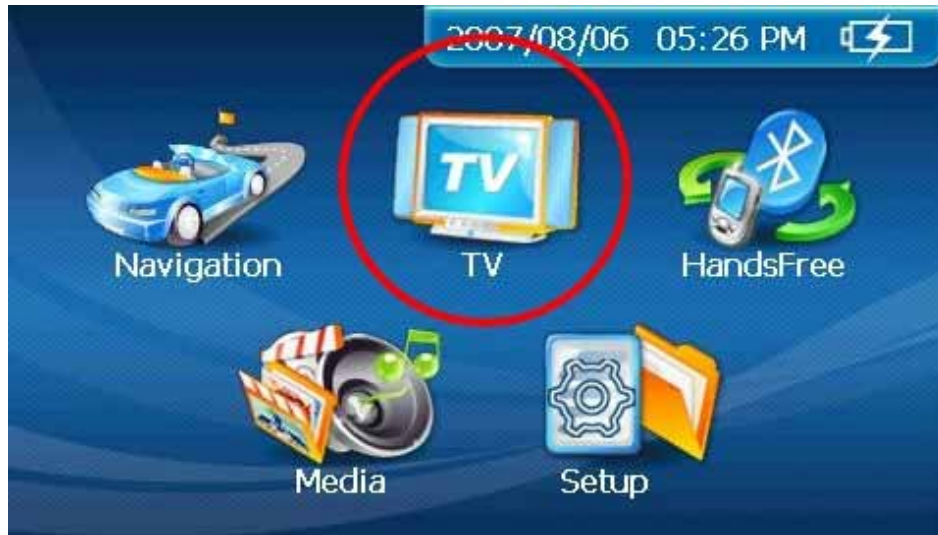 2007/08/06 05:26 PM
TV
Navigation
TV
HandsFree
Media
Setup